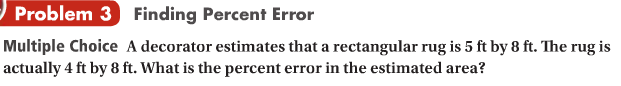 Problem 3 Finding Percent Error
Multiple Choice A decorator estimates that a rectangular rug is 5 ft by 8 ft. The rug is
actually 4 ft by 8 ft. What is the percent error in the estimated area?